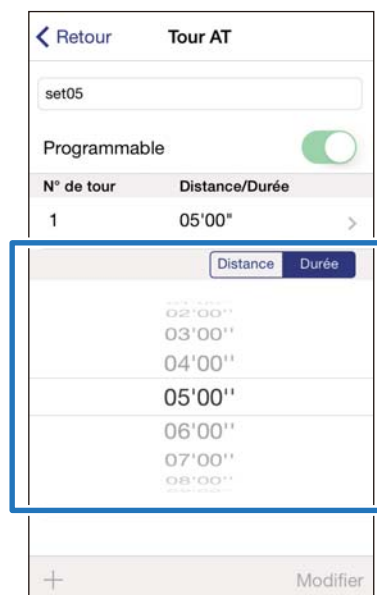 Retour Tour AT
set05
Programmable
N° de tour Distance/Durée
1 05'00"
Distance Durée
02'00''
03'00''
04'00''
05'00''
06'00''
07'00''
08'00''
+ Modifier